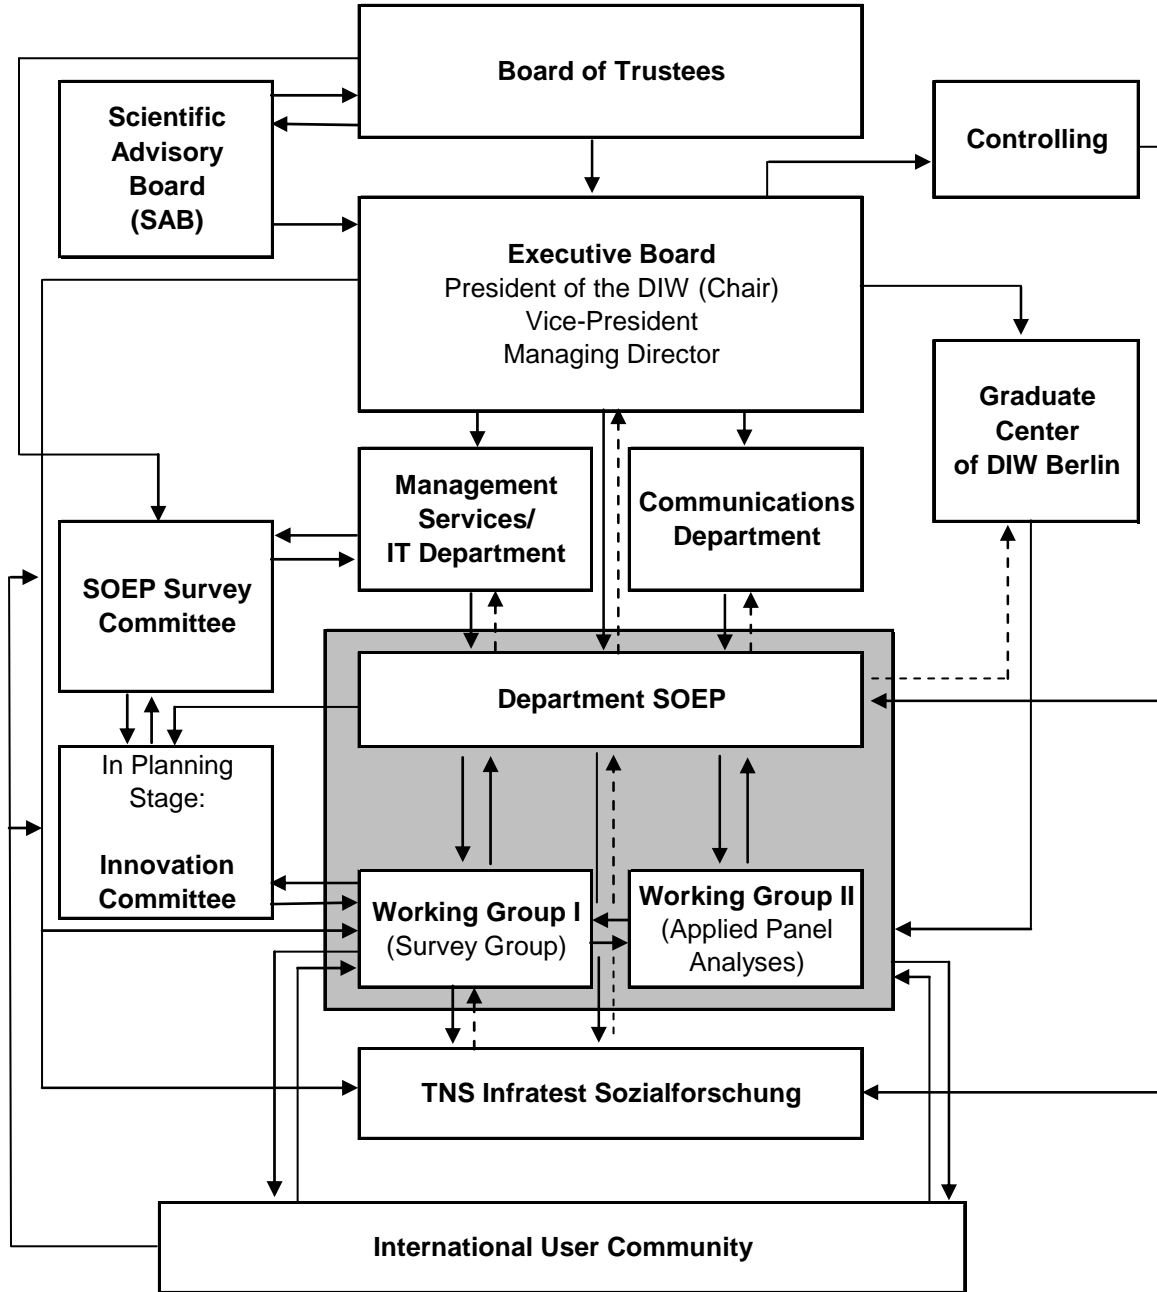 Board of Trustees
Scientific
Advisory
Board
(SAB)
Controlling
Executive Board
President of the DIW (Chair)
Vice-President
Managing Director
Graduate
Center
of DIW Berlin
Management
Services/
IT Department
Communications
Department
SOEP Survey
Committee
Department SOEP
In Planning
Stage:
Innovation
Committee
Working Group I
(Survey Group)
Working Group II
(Applied Panel
Analyses)
TNS Infratest Sozialforschung
International User Community